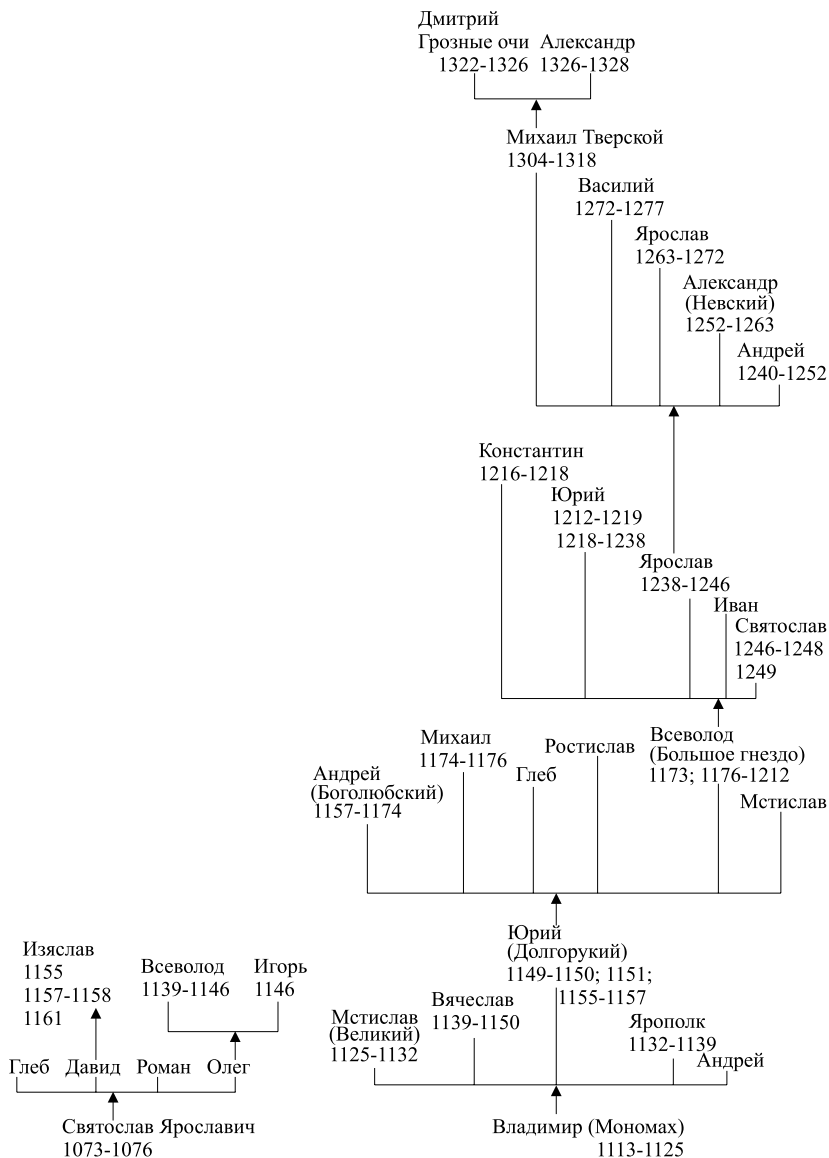 Дмитрий
Грозные очи
1322-1326
Александр
1326-1328
Михаил Тверской
1304-1318
Василий
1272-1277
Ярослав
1263-1272
Александр
(Невский)
1252-1263
Андрей
1240-1252
Константин
1216-1218
Юрий
1212-1219
1218-1238
Ярослав
1238-1246
Иван
Святослав
1246-1248
1249
Андрей
(Боголюбский)
1157-1174
Михаил
1174-1176
Глеб
Ростислав
Всеволод
(Большое гнездо)
1173; 1176-1212
Мстислав
Юрий
(Долгорукий)
1149-1150; 1151;
1155-1157
Мстислав
(Великий)
1125-1132
Вячеслав
1139-1150
Ярополк
1132-1139
Андрей
Владимир (Мономах)
1113-1125
Изяслав
1155
1157-1158
1161
Всеволод
1139-1146
Игорь
1146
Глеб
Давид
Роман
Олег
Святослав Ярославич
1073-1076